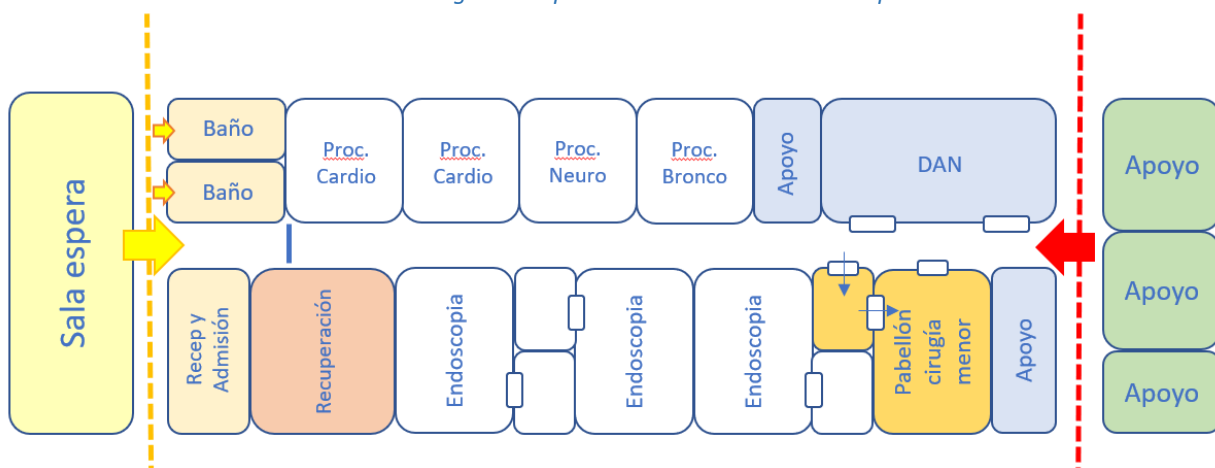 Sala espera
Baño
Baño
Proc.
Cardio
Proc.
Cardio
Proc.
Neuro
Proc.
Bronco
Apoyo
DAN
Recep y
Admisión
Recuperación
Endoscopia
Endoscopia
Endoscopia
Pabellón
cirugía
menor
Apoyo
Apoyo
Apoyo
Apoyo